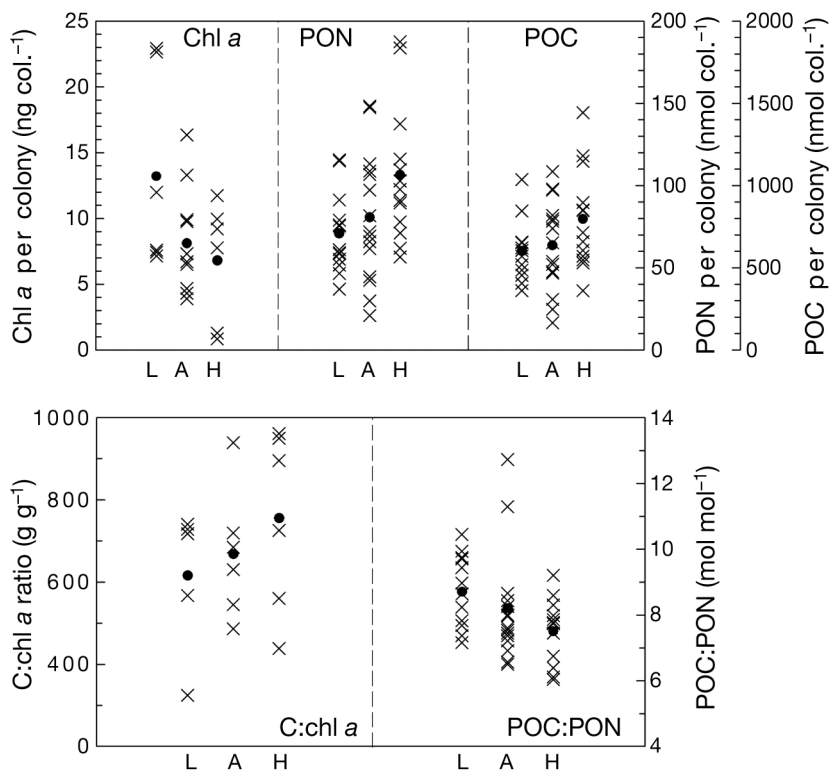 Chl a per colony (ng col.⁻¹)
25
20
15
10
5
0
Chl a
PON
POC
L A H
L A H
L A H
200
150
100
50
0
PON per colony (nmol col.⁻¹)
2000
1500
1000
500
0
POC per colony (nmol col.⁻¹)
C:chl a ratio (g g⁻¹)
1000
800
600
400
0
C:chl a
POC:PON
L A H
L A H
14
12
10
8
6
4
POC:PON (mol mol⁻¹)